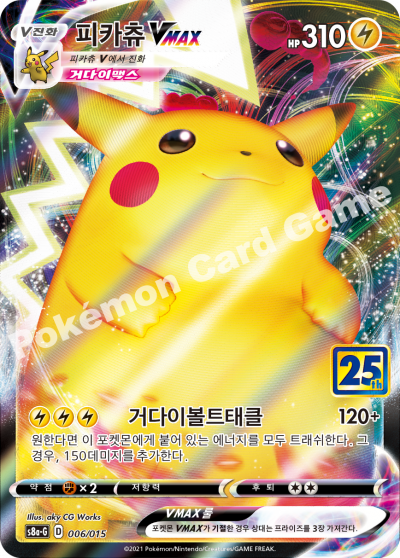 V진화
피카츄 VMAX
HP 310
피카츄 V에서 진화
거다이맥스
Pokémon Card Game
25th
거다이볼트태클 120+
원한다면 이 포켓몬에게 붙어 있는 에너지를 모두 트래쉬한다. 그
경우, 150데미지를 추가한다.
약점 ×2 저항력 후퇴
Illus. aky CG Works
s8a-G D 006/015
VMAX 룰
포켓몬 VMAX가 기절한 경우 상대는 프라이즈를 3장 가져간다.
©2021 Pokémon/Nintendo/Creatures/GAME FREAK.